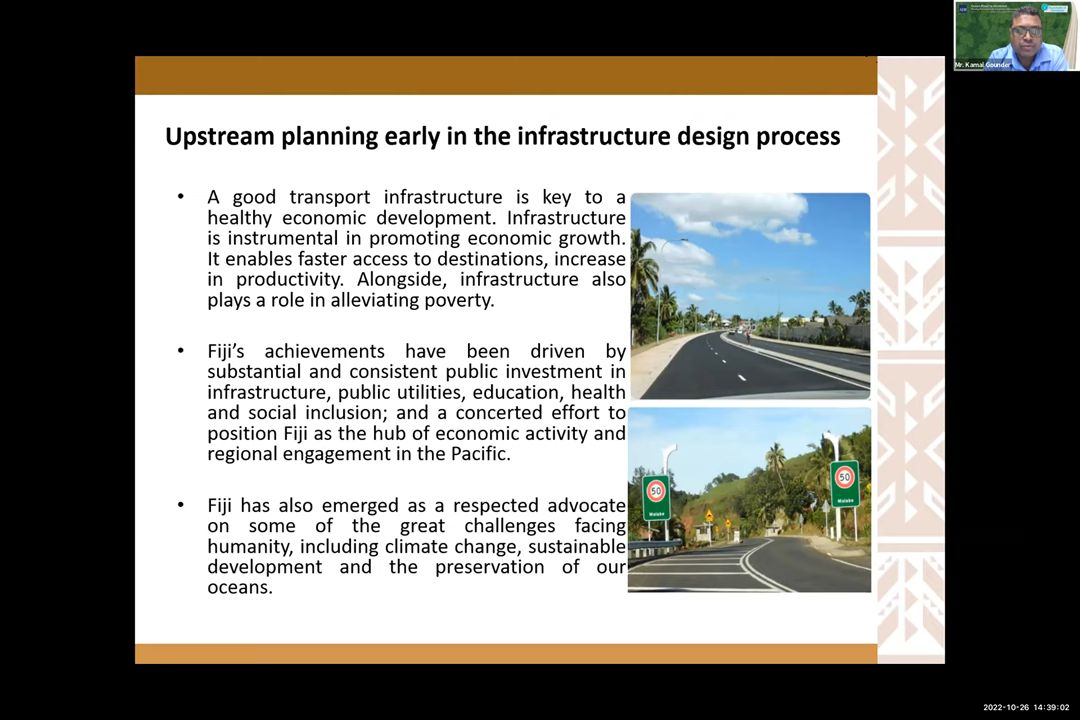 Mr. Kamal Gounder
Upstream planning early in the infrastructure design process
• A good transport infrastructure is key to a
healthy economic development. Infrastructure
is instrumental in promoting economic growth.
It enables faster access to destinations, increase
in productivity. Alongside, infrastructure also
plays a role in alleviating poverty.
• Fiji’s achievements have been driven by
substantial and consistent public investment in
infrastructure, public utilities, education, health
and social inclusion; and a concerted effort to
position Fiji as the hub of economic activity and
regional engagement in the Pacific.
• Fiji has also emerged as a respected advocate
on some of the great challenges facing
humanity, including climate change, sustainable
development and the preservation of our
oceans.
50
50
2022-10-26 14:39:02